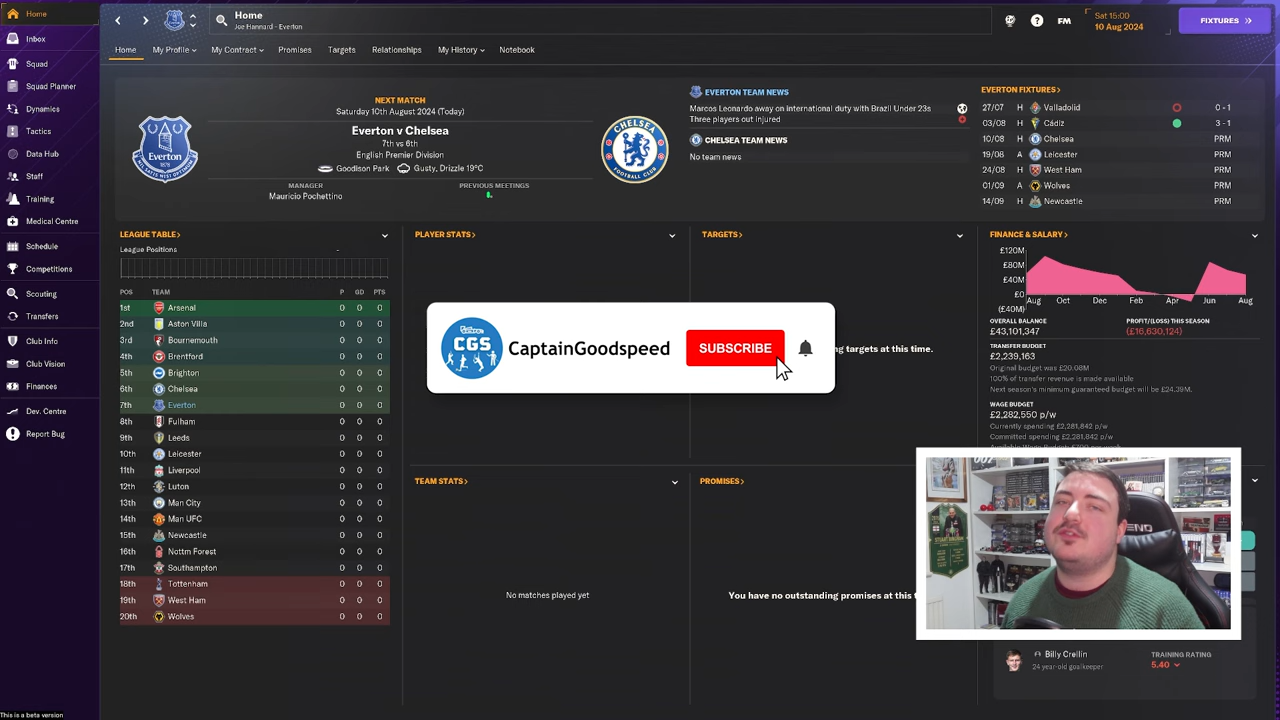 Home
Inbox
Squad
Squad Planner
Dynamics
Tactics
Data Hub
Staff
Training
Medical Centre
Schedule
Competitions
Scouting
Transfers
Club Info
Club Vision
Finances
Dev. Centre
Report Bug
This is a beta version
Home
Joe Hannard - Everton
FM
Sat 15:00
10 Aug 2024
FIXTURES
Home
My Profile
My Contract
Promises
Targets
Relationships
My History
Notebook
NEXT MATCH
Saturday 10th August 2024 (Today)
Everton v Chelsea
7th vs 6th
English Premier Division
Goodison Park
Gusty, Drizzle 19°C
MANAGER
Mauricio Pochettino
PREVIOUS MEETINGS
Everton
CHELSEA
FOOTBALL CLUB
EVERTON TEAM NEWS
Marcos Leonardo away on international duty with Brazil Under 23s
Three players out injured
CHELSEA TEAM NEWS
No team news
EVERTON FIXTURES
27/07 H Valladolid 0 - 1
03/08 H Cádiz 3 - 1
10/08 H Chelsea PRM
19/08 A Leicester PRM
24/08 H West Ham PRM
01/09 A Wolves PRM
14/09 H Newcastle PRM
LEAGUE TABLE
League Positions
-
POS TEAM P GD PTS
1st Arsenal 0 0 0
2nd Aston Villa 0 0 0
3rd Bournemouth 0 0 0
4th Brentford 0 0 0
5th Brighton 0 0 0
6th Chelsea 0 0 0
7th Everton 0 0 0
8th Fulham 0 0 0
9th Leeds 0 0 0
10th Leicester 0 0 0
11th Liverpool 0 0 0
12th Luton 0 0 0
13th Man City 0 0 0
14th Man UFC 0 0 0
15th Newcastle 0 0 0
16th Nottm Forest 0 0 0
17th Southampton 0 0 0
18th Tottenham 0 0 0
19th West Ham 0 0 0
20th Wolves 0 0 0
PLAYER STATS
TARGETS
ng targets at this time.
CGS
CaptainGoodspeed
SUBSCRIBE
TEAM STATS
No matches played yet
PROMISES
You have no outstanding promises at this t
FINANCE & SALARY
£120M
£80M
£40M
£0
(£40M)
Aug Oct Dec Feb Apr Jun Aug
OVERALL BALANCE
£43,101,347
PROFIT/(LOSS) THIS SEASON
(£16,630,124)
TRANSFER BUDGET
£2,239,163
Original budget was £20.08M
100% of transfer revenue is made available
Next season's minimum guaranteed budget will be £24.39M.
WAGE BUDGET
£2,282,550 p/w
Currently spending £2,281,842 p/w
Committed spending £2,281,842 p/w
Billy Crellin
24 year-old goalkeeper
TRAINING RATING
5.40